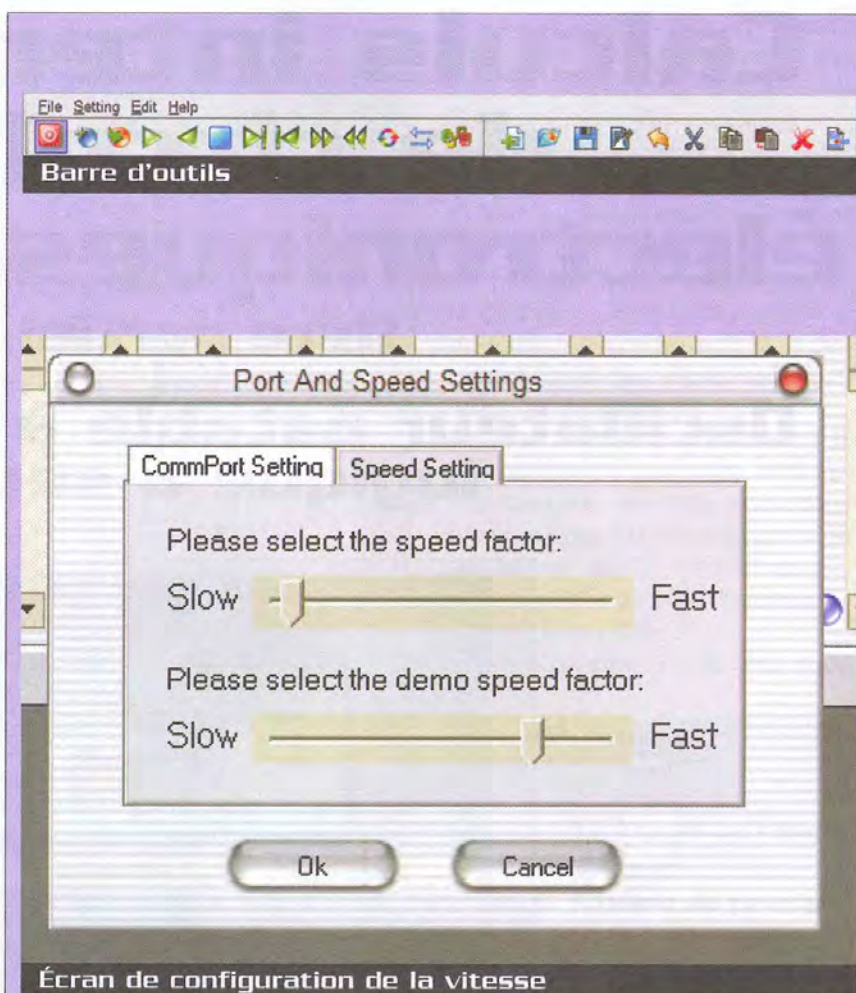 File Setting Edit Help
Barre d'outils
Port And Speed Settings
CommPort Setting Speed Setting
Please select the speed factor:
Slow Fast
Please select the demo speed factor:
Slow Fast
Ok Cancel
Écran de configuration de la vitesse